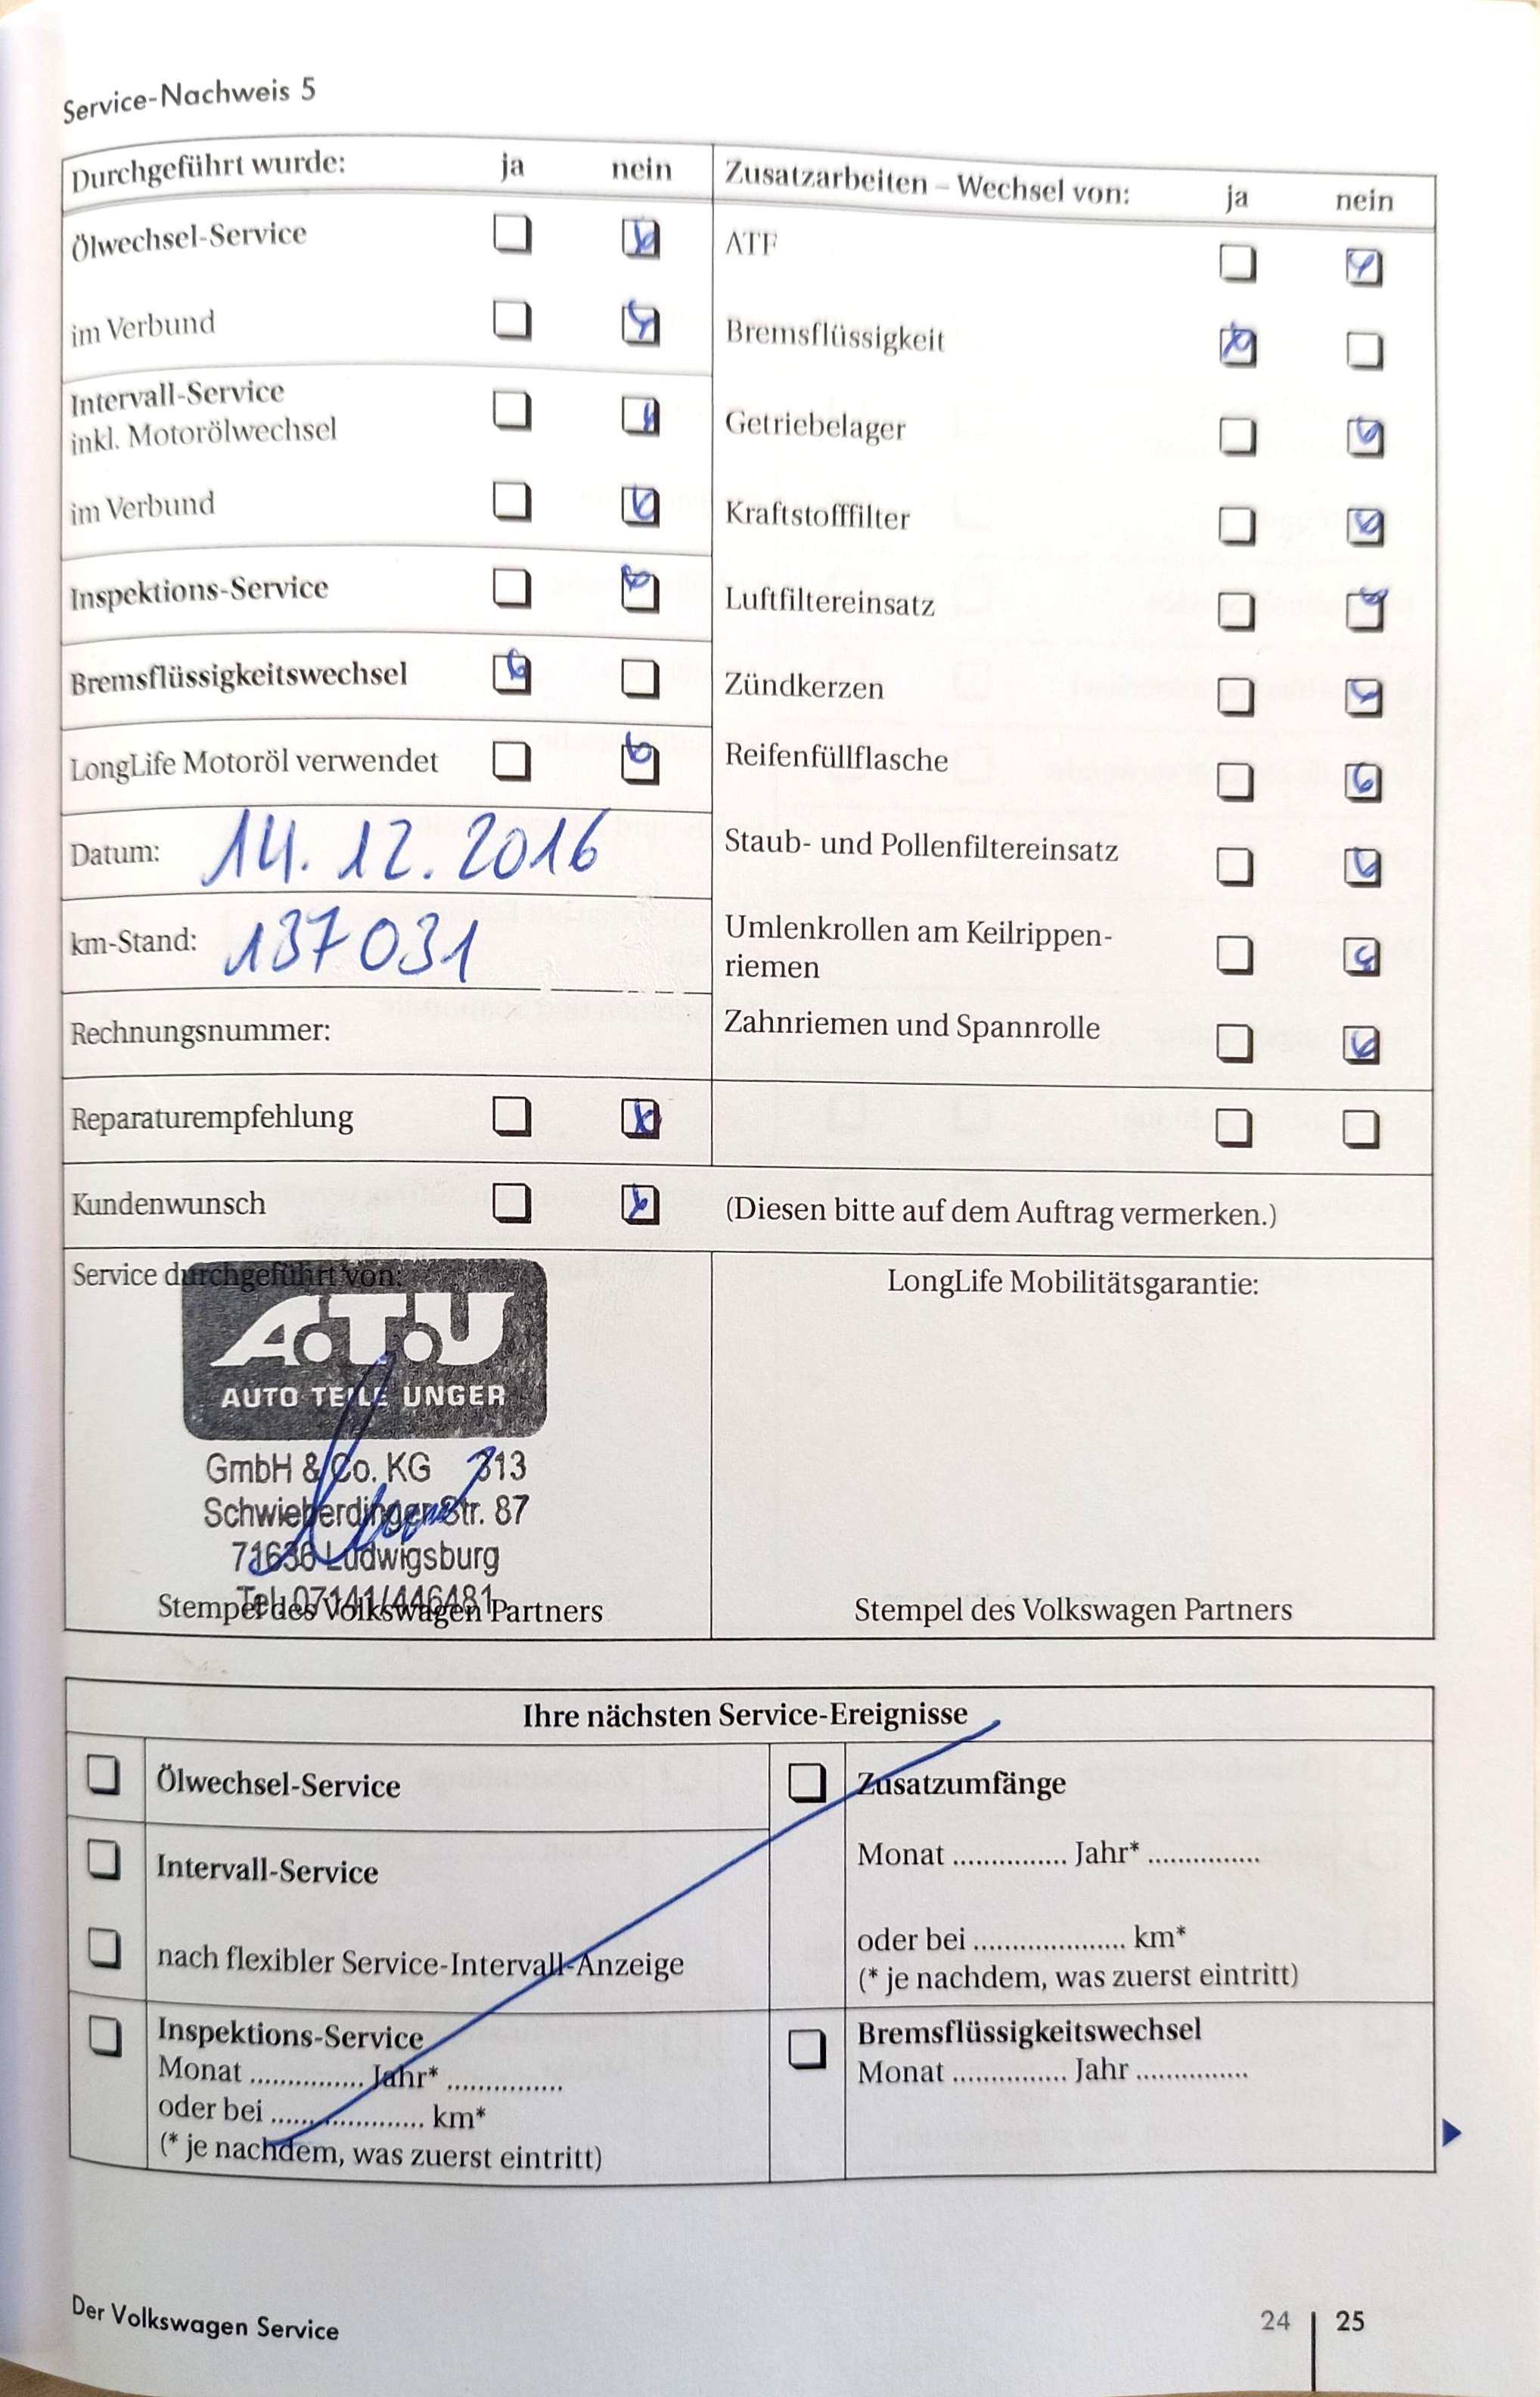 Service-Nachweis 5
Durchgeführt wurde: ja nein
Ölwechsel-Service
im Verbund
Intervall-Service
inkl. Motorölwechsel
im Verbund
Inspektions-Service
Bremsflüssigkeitswechsel
LongLife Motoröl verwendet
Datum: 14.12.2016
km-Stand: 137031
Rechnungsnummer:
Reparaturempfehlung
Zusatzarbeiten – Wechsel von: ja nein
ATF
Bremsflüssigkeit
Getriebelager
Kraftstofffilter
Luftfiltereinsatz
Zündkerzen
Reifenfüllflasche
Staub- und Pollenfiltereinsatz
Umlenkrollen am Keilrippen-
riemen
Zahnriemen und Spannrolle
Kundenwunsch (Diesen bitte auf dem Auftrag vermerken.)
Service durchgeführt von:
A.T.U
AUTO TEILE UNGER
GmbH & Co. KG 313
Schwieberdinger Str. 87
71636 Ludwigsburg
Tel. 07141/446481
Stempel des Volkswagen Partners
LongLife Mobilitätsgarantie:
Stempel des Volkswagen Partners
Ihre nächsten Service-Ereignisse
Ölwechsel-Service
Intervall-Service
nach flexibler Service-Intervall-Anzeige
Inspektions-Service
Monat ............... Jahr* ...............
oder bei .................... km*
(* je nachdem, was zuerst eintritt)
Zusatzumfänge
Monat ............... Jahr* ...............
oder bei .................... km*
(* je nachdem, was zuerst eintritt)
Bremsflüssigkeitswechsel
Monat ............... Jahr ...............
Der Volkswagen Service
24 | 25